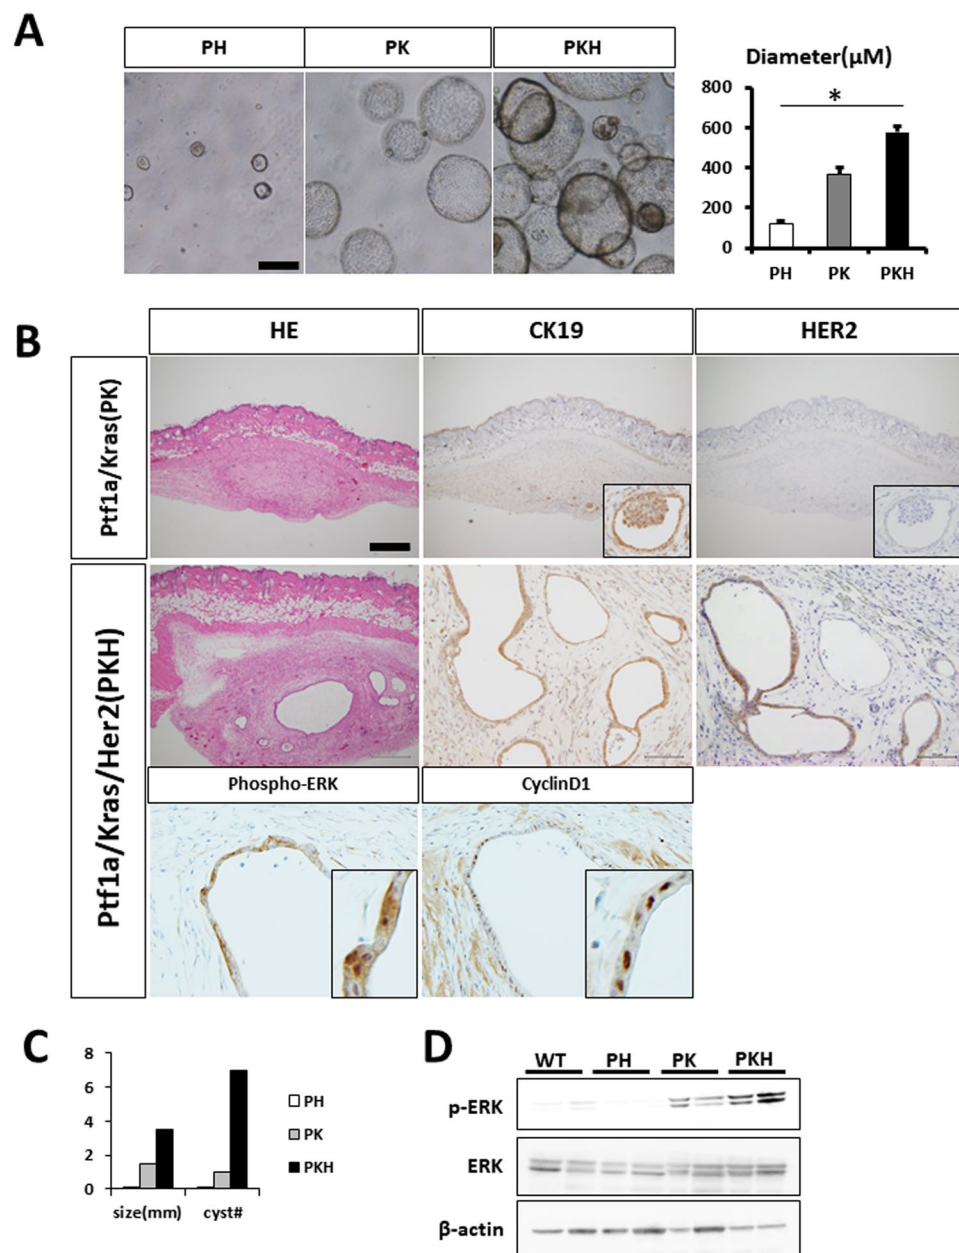 A
PH PK PKH
Diameter(μM)
800
*
600
400
200
0
PH PK PKH
B
HE CK19 HER2
Ptf1a/Kras(PK)
Ptf1a/Kras/Her2(PKH)
Phospho-ERK CyclinD1
C
8
6
4
2
0
size(mm) cyst#
PH
PK
PKH
D
WT PH PK PKH
p-ERK
ERK
β-actin